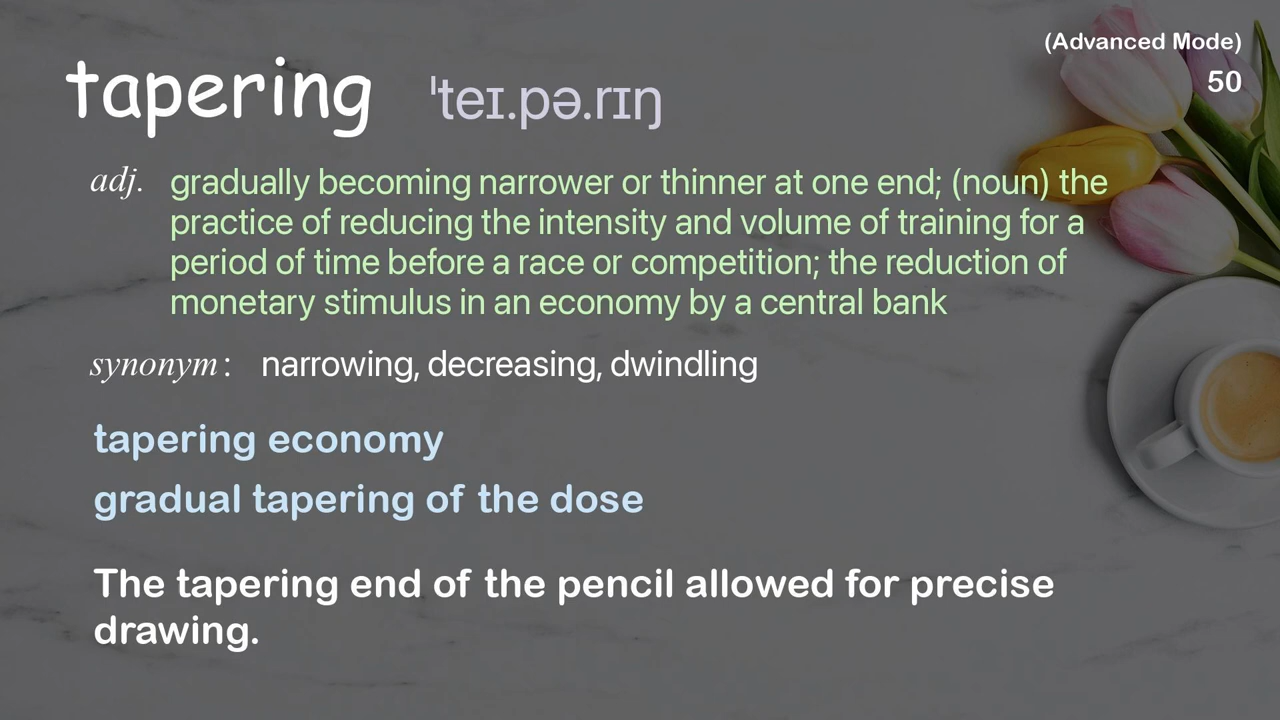 (Advanced Mode)
50
tapering ˈteɪ.pə.rɪŋ
adj. gradually becoming narrower or thinner at one end; (noun) the
practice of reducing the intensity and volume of training for a
period of time before a race or competition; the reduction of
monetary stimulus in an economy by a central bank
synonym: narrowing, decreasing, dwindling
tapering economy
gradual tapering of the dose
The tapering end of the pencil allowed for precise
drawing.